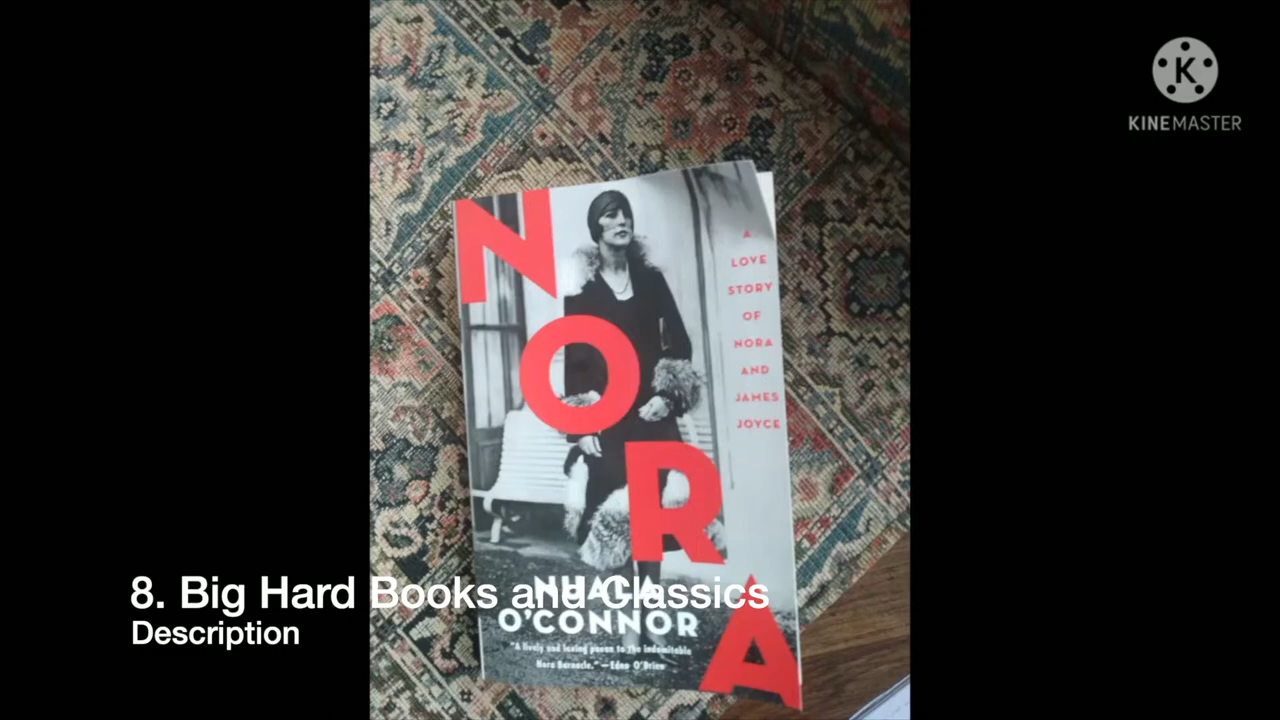 K
KINEMASTER
NORA
A
LOVE
STORY
OF
NORA
AND
JAMES
JOYCE
8. Big Hard Books and Classics
Description
NUALA
O'CONNOR
"A lively and loving paean to the indomitable
Nora Barnacle." —Edna O'Brien